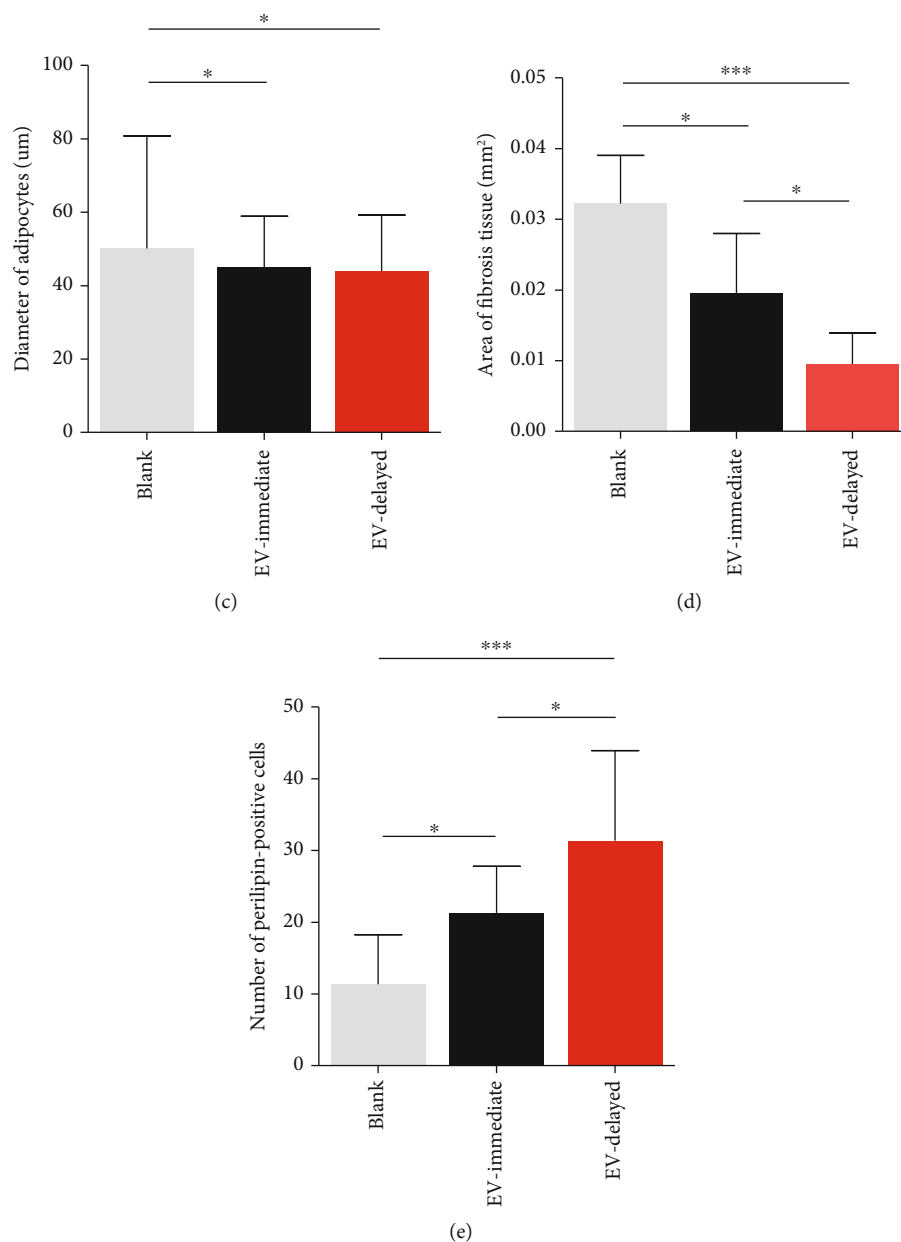 *
*
100
80
60
40
20
0
Diameter of adipocytes (um)
Blank
EV-immediate
EV-delayed
(c)
***
*
*
0.05
0.04
0.03
0.02
0.01
0.00
Area of fibrosis tissue (mm²)
Blank
EV-immediate
EV-delayed
(d)
***
*
*
50
40
30
20
10
0
Number of perilipin-positive cells
Blank
EV-immediate
EV-delayed
(e)